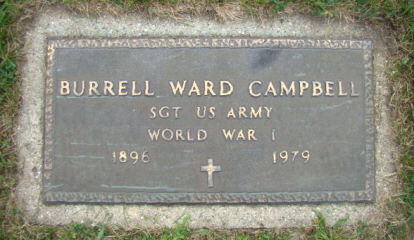 BURRELL WARD CAMPBELL
SGT US ARMY
WORLD WAR I
1896 1979